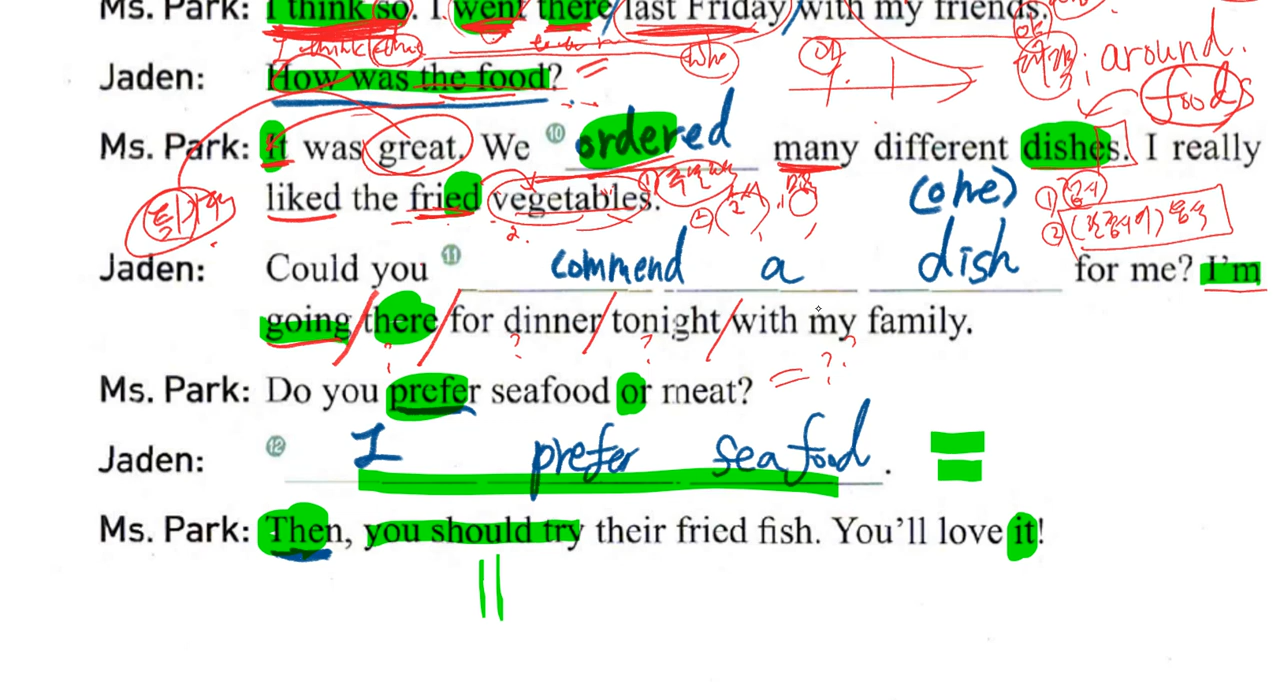 Ms. Park: I think so. I went there last Friday with my friends.
I think
Jaden: How was the food?
around.
foods
Ms. Park: It was great. We ⑩ ordered many different dishes. I really
liked the fried vegetables.
(one)
Jaden: Could you ⑪ commend a dish for me? I'm
going there for dinner tonight with my family.
? ? ? ??
Ms. Park: Do you prefer seafood or meat?
Jaden: ⑫ I prefer seafood.
Ms. Park: Then, you should try their fried fish. You'll love it!